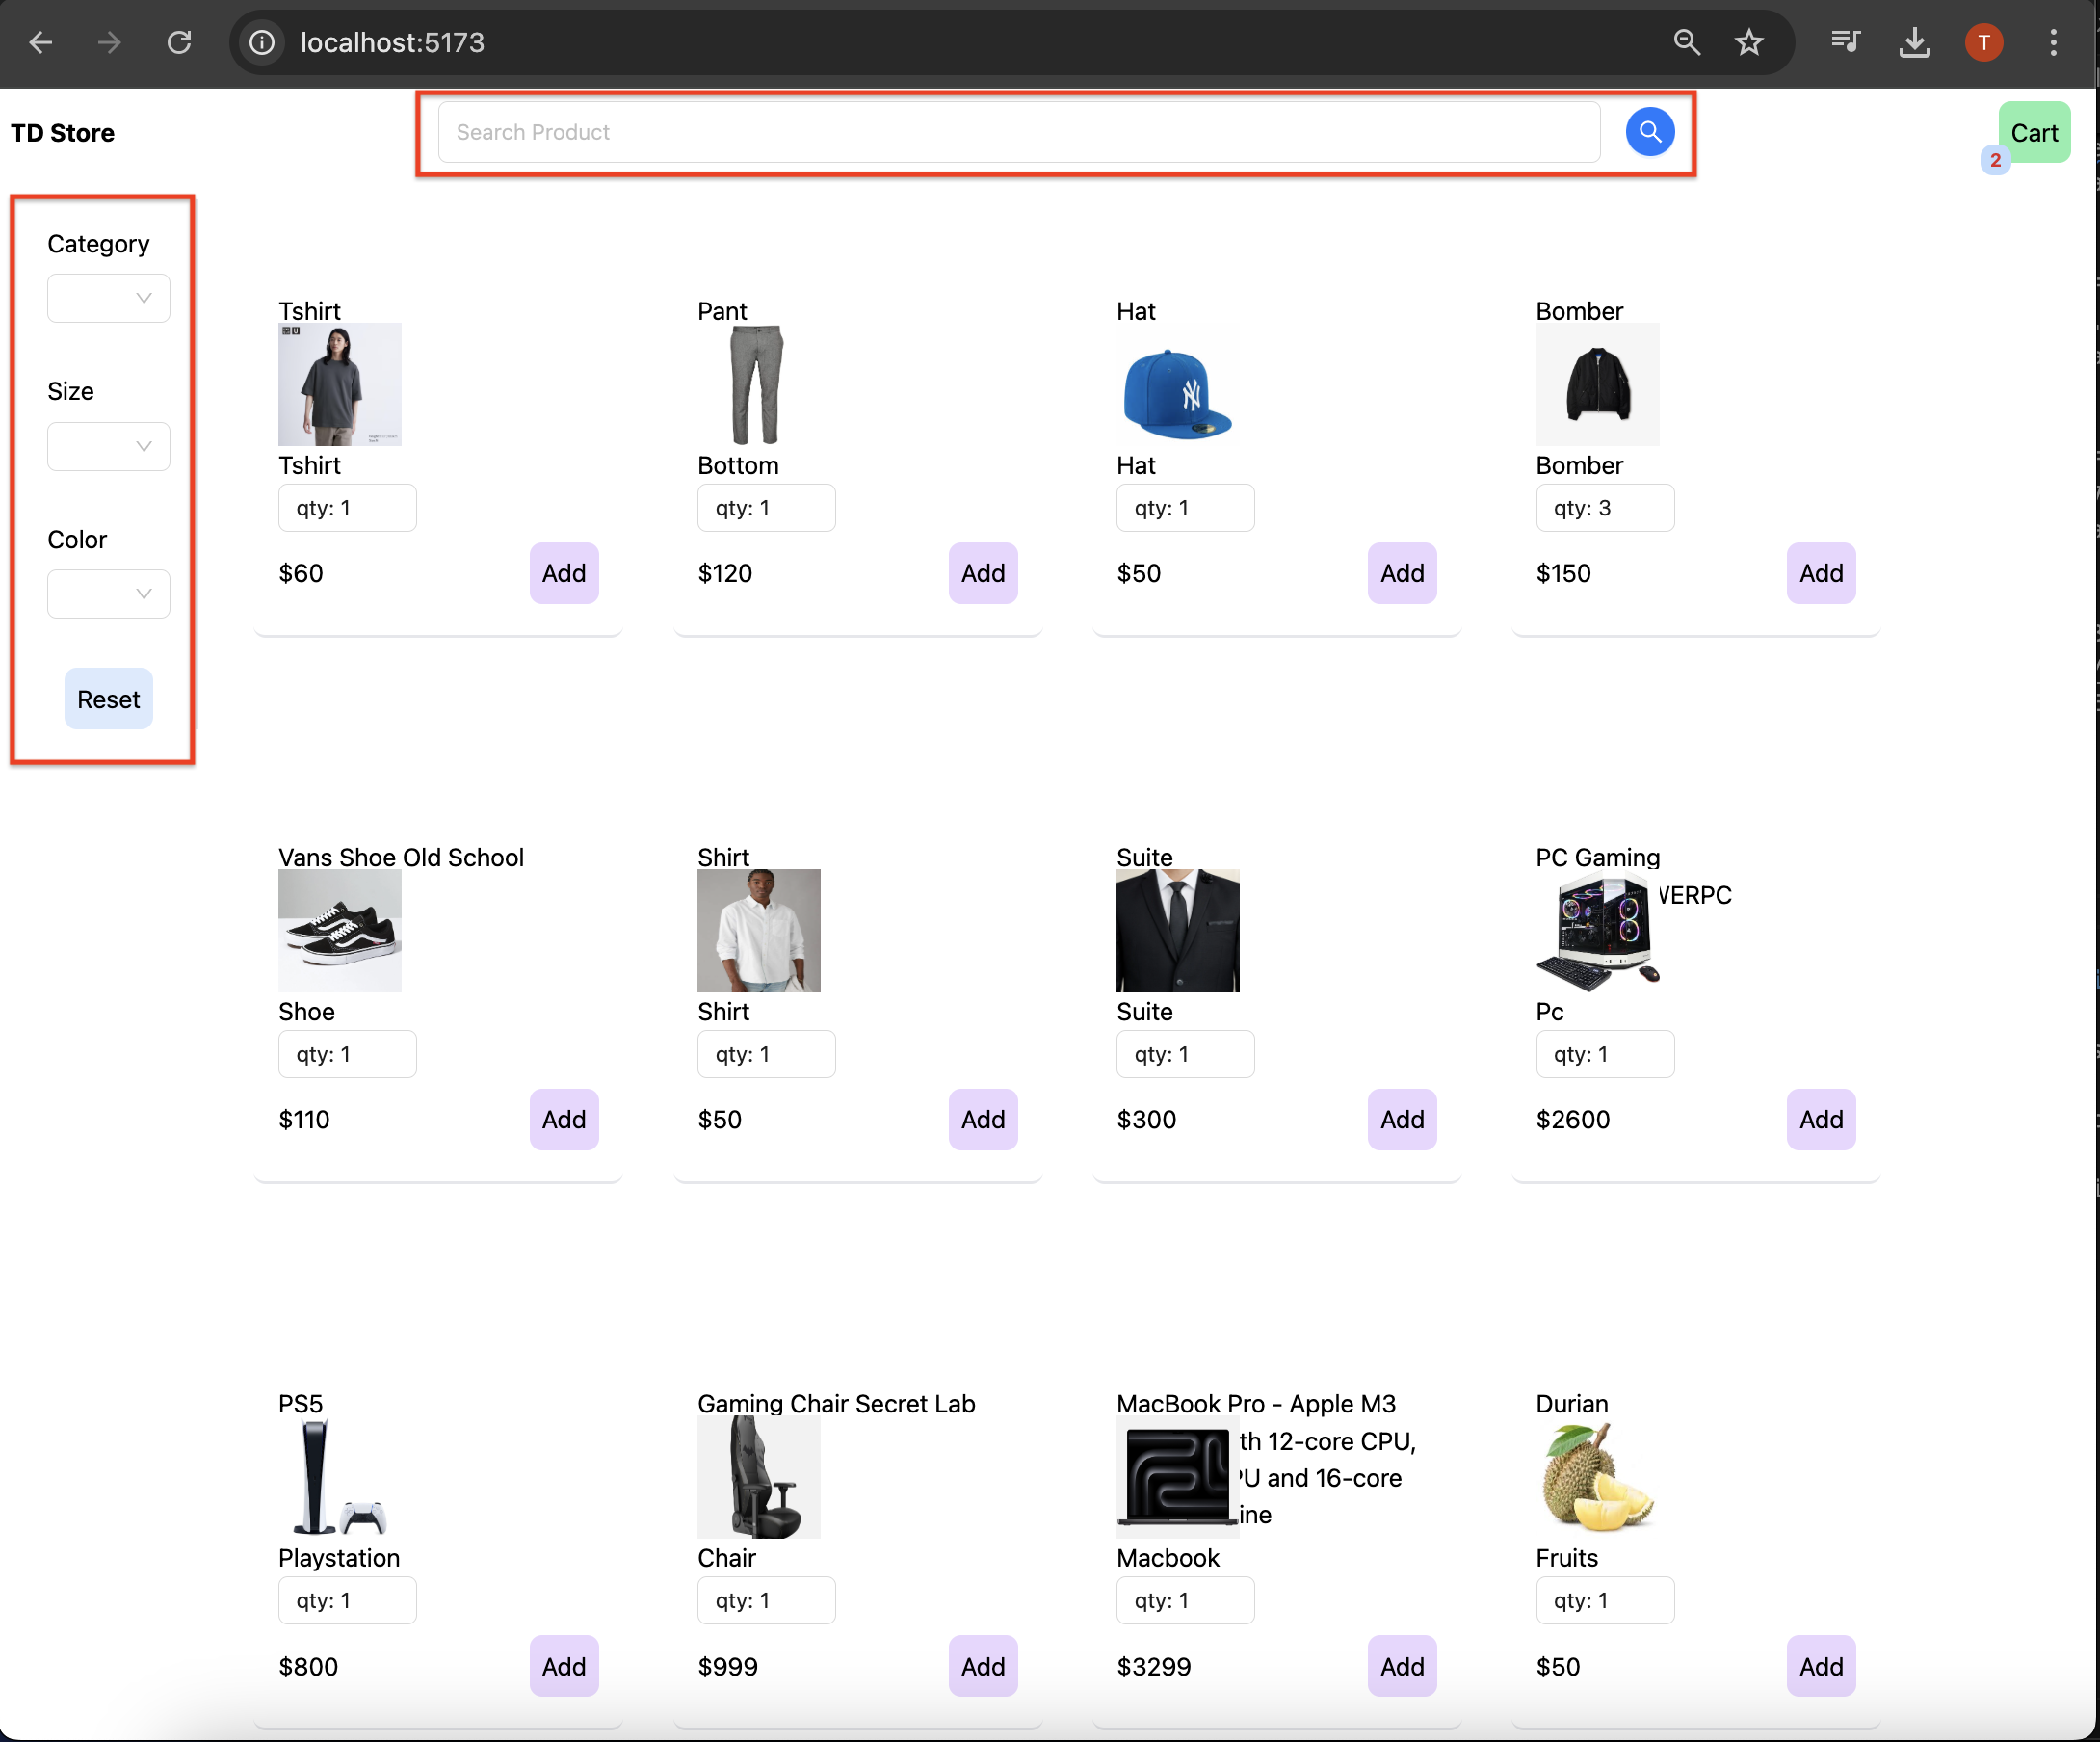 localhost:5173
T
TD Store
Search Product
Cart
2
Category
Size
Color
Reset
Tshirt
Tshirt
qty: 1
$60
Add
Pant
Bottom
qty: 1
$120
Add
Hat
NY
Hat
qty: 1
$50
Add
Bomber
Bomber
qty: 3
$150
Add
Vans Shoe Old School
Shoe
qty: 1
$110
Add
Shirt
Shirt
qty: 1
$50
Add
Suite
Suite
qty: 1
$300
Add
PC Gaming
WERPC
Pc
qty: 1
$2600
Add
PS5
Playstation
qty: 1
$800
Add
Gaming Chair Secret Lab
Chair
qty: 1
$999
Add
MacBook Pro - Apple M3
th 12-core CPU,
PU and 16-core
ine
Macbook
qty: 1
$3299
Add
Durian
Fruits
qty: 1
$50
Add